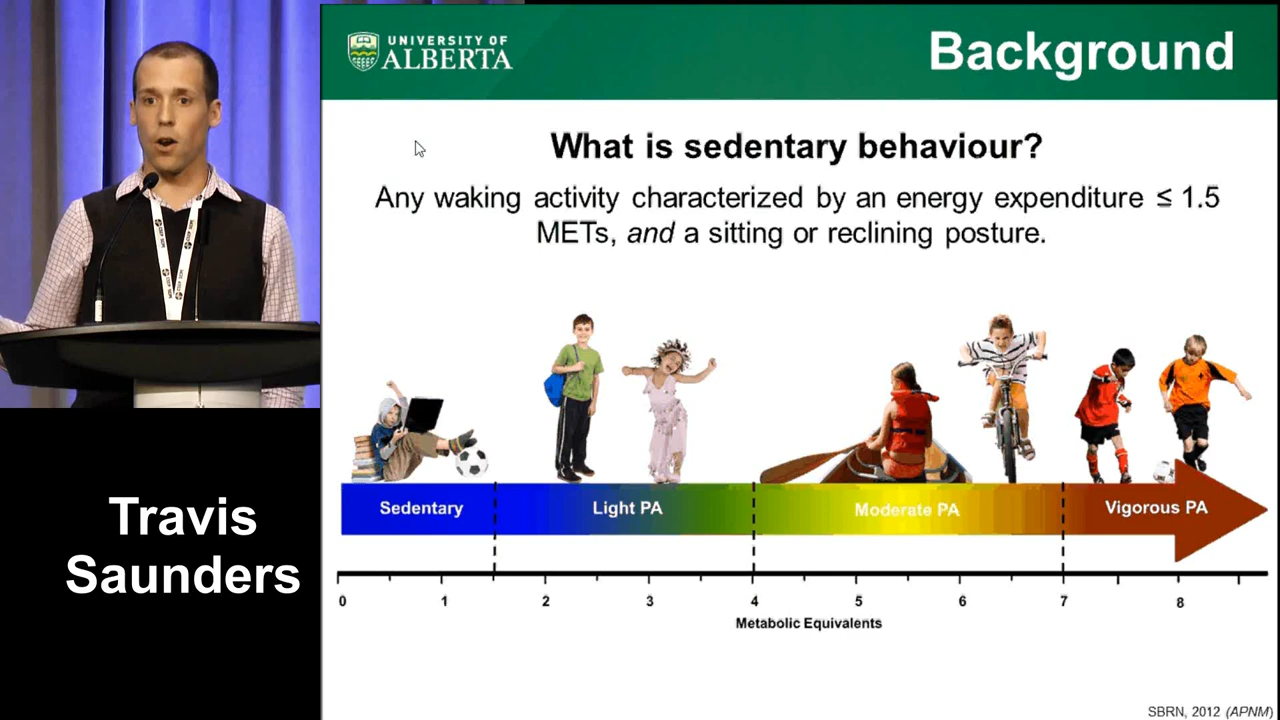 UNIVERSITY OF
ALBERTA
Background
What is sedentary behaviour?
Any waking activity characterized by an energy expenditure ≤ 1.5
METs, and a sitting or reclining posture.
Sedentary
Light PA
Moderate PA
Vigorous PA
0 1 2 3 4 5 6 7 8
Metabolic Equivalents
SBRN, 2012 (APNM)
Travis
Saunders